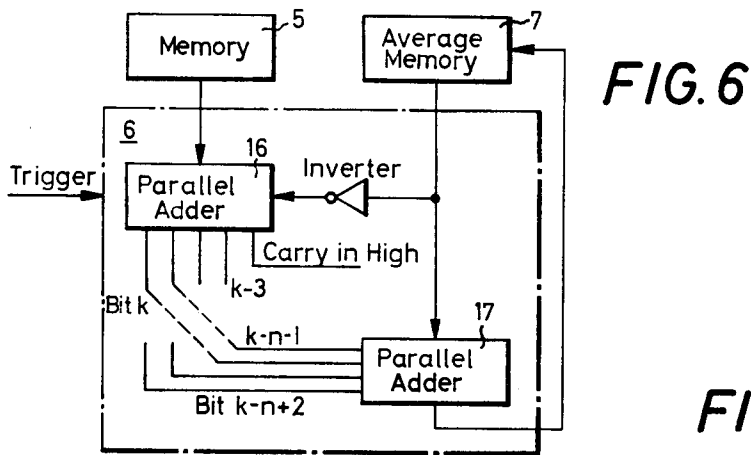 5
Memory
7
Average
Memory
FIG.6
6
16
Trigger
Parallel
Adder
Inverter
Carry in High
k-3
Bit k
k-n-1
17
Parallel
Adder
Bit k-n+2
FI